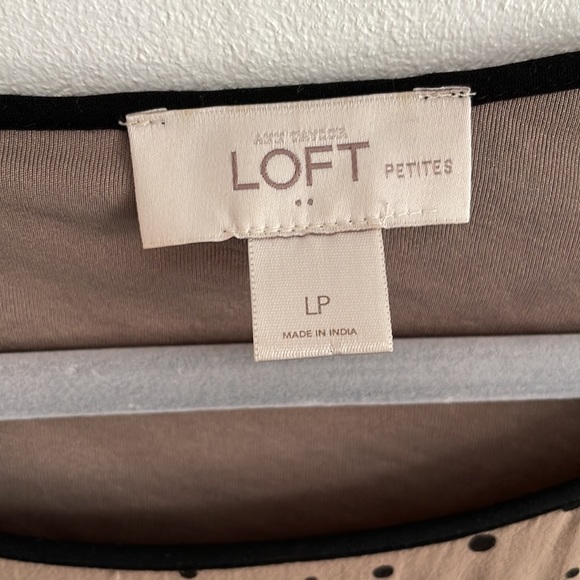 ANN TAYLOR
LOFT PETITES
LP
MADE IN INDIA